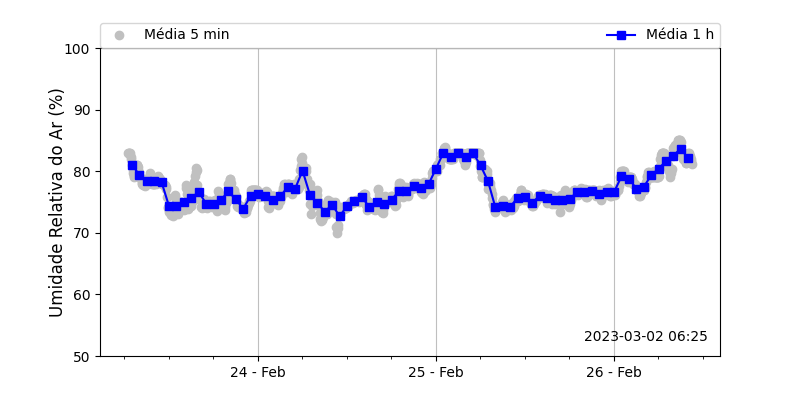 Média 5 min
Média 1 h
Umidade Relativa do Ar (%)
100
90
80
70
60
50
2023-03-02 06:25
24 - Feb
25 - Feb
26 - Feb